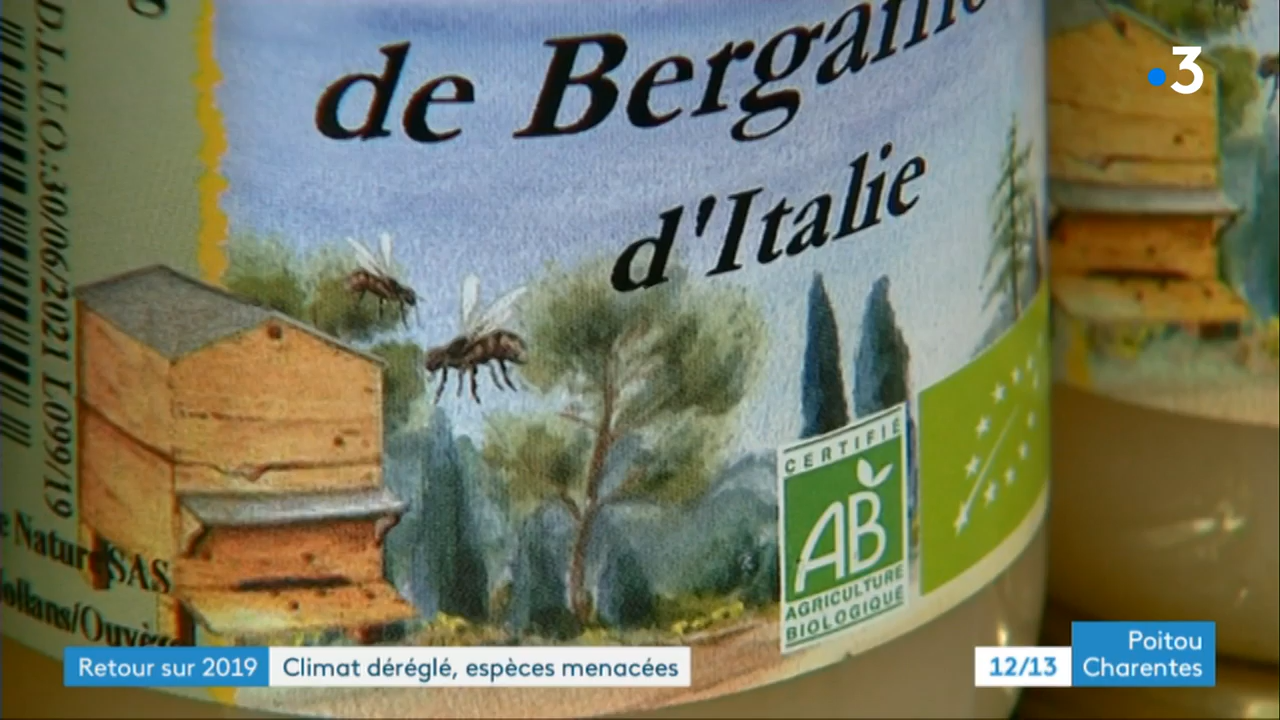 de Bergam
d'Italie
D.L.U.O.:30/06/2021 L099/19
CERTIFIÉ
AB
AGRICULTURE
BIOLOGIQUE
Nature SAS
3
Retour sur 2019
Climat déréglé, espèces menacées
12/13
Poitou
Charentes